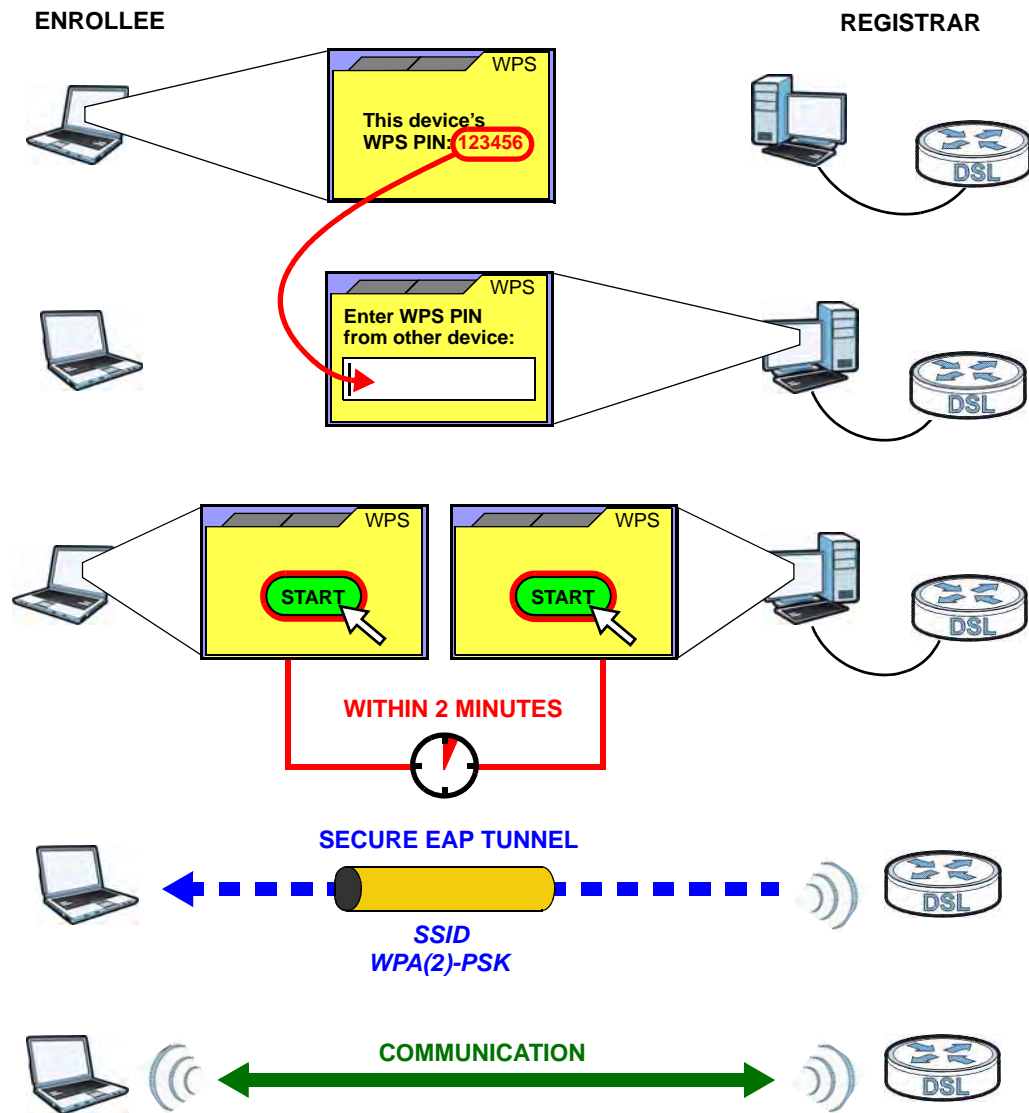 ENROLLEE
REGISTRAR
WPS
This device's
WPS PIN: 123456
DSL
WPS
Enter WPS PIN
from other device:
DSL
WPS
START
WPS
START
DSL
WITHIN 2 MINUTES
SECURE EAP TUNNEL
SSID
WPA(2)-PSK
DSL
COMMUNICATION
DSL